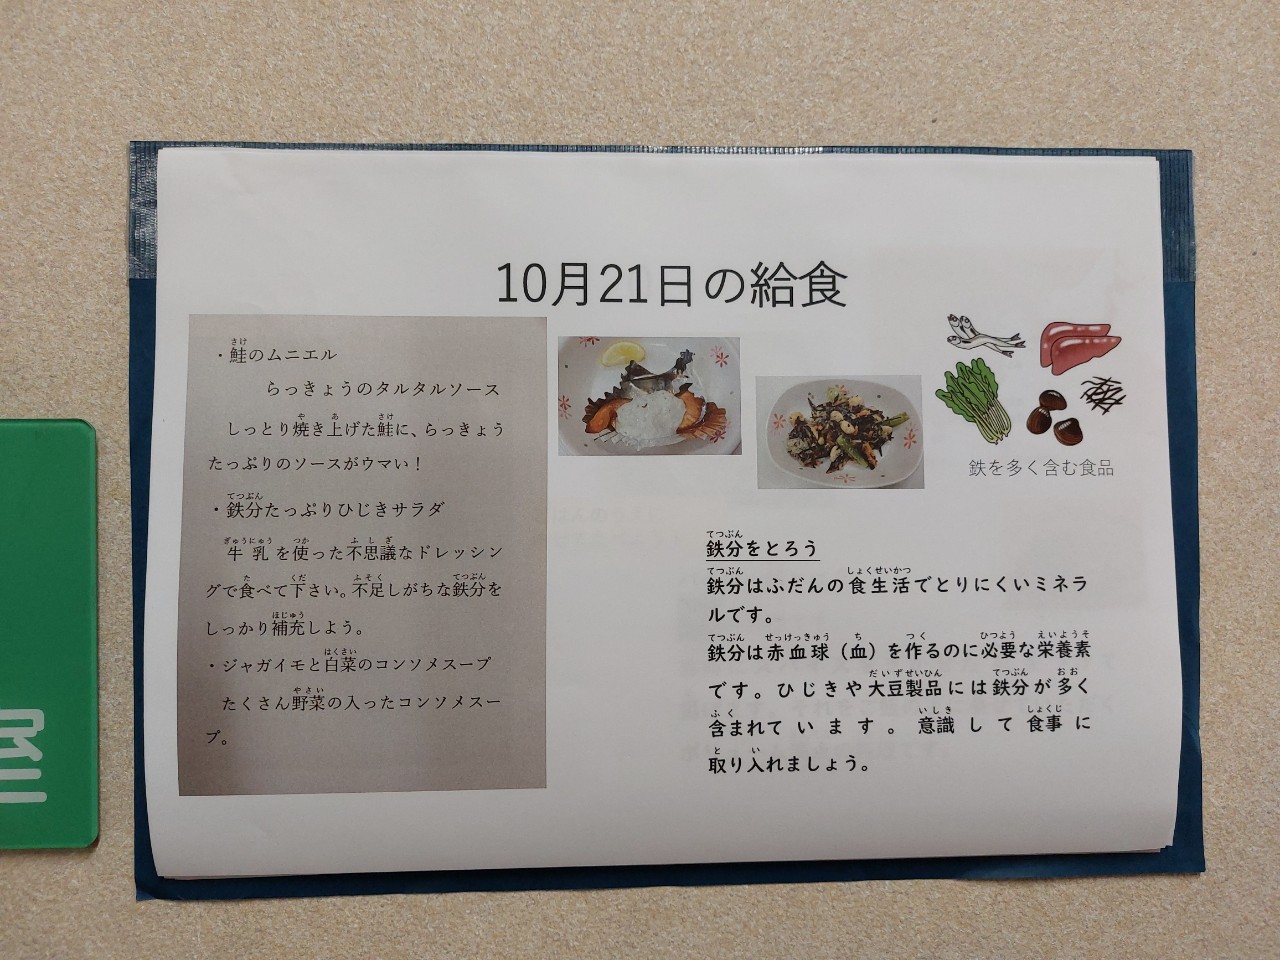 10月21日の給食
・鮭のムニエル
らっきょうのタルタルソース
しっとり焼き上げた鮭に、らっきょう
たっぷりのソースがウマい！
・鉄分たっぷりひじきサラダ
牛乳を使った不思議なドレッシン
グで食べて下さい。不足しがちな鉄分を
しっかり補充しよう。
・ジャガイモと白菜のコンソメスープ
たくさん野菜の入ったコンソメスー
プ。
鉄を多く含む食品
鉄分をとろう
鉄分はふだんの食生活でとりにくいミネラ
ルです。
鉄分は赤血球（血）を作るのに必要な栄養素
です。ひじきや大豆製品には鉄分が多く
含まれています。意識して食事に
取り入れましょう。